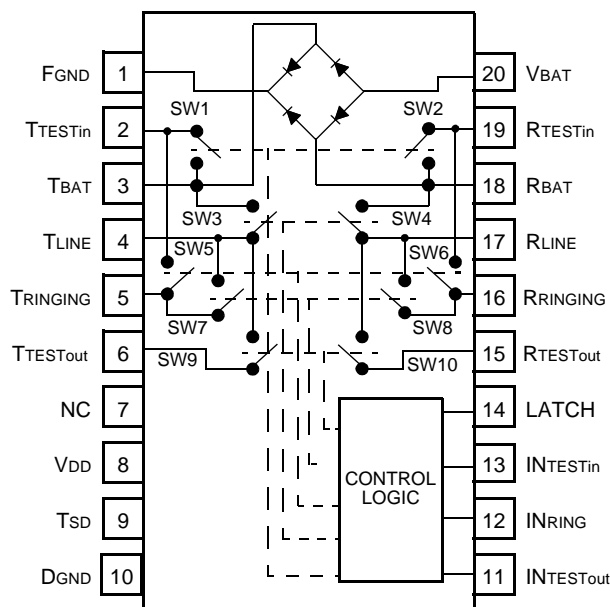 FGND 1
20 VBAT
SW1
SW2
TTESTin 2
19 RTESTin
TBAT 3
18 RBAT
SW3
SW4
TLINE 4
17 RLINE
SW5
SW6
TRINGING 5
16 RRINGING
SW7
SW8
TTESTout 6
15 RTESTout
SW9
SW10
NC 7
14 LATCH
VDD 8
13 INTESTin
CONTROL
LOGIC
TSD 9
12 INRING
DGND 10
11 INTESTout